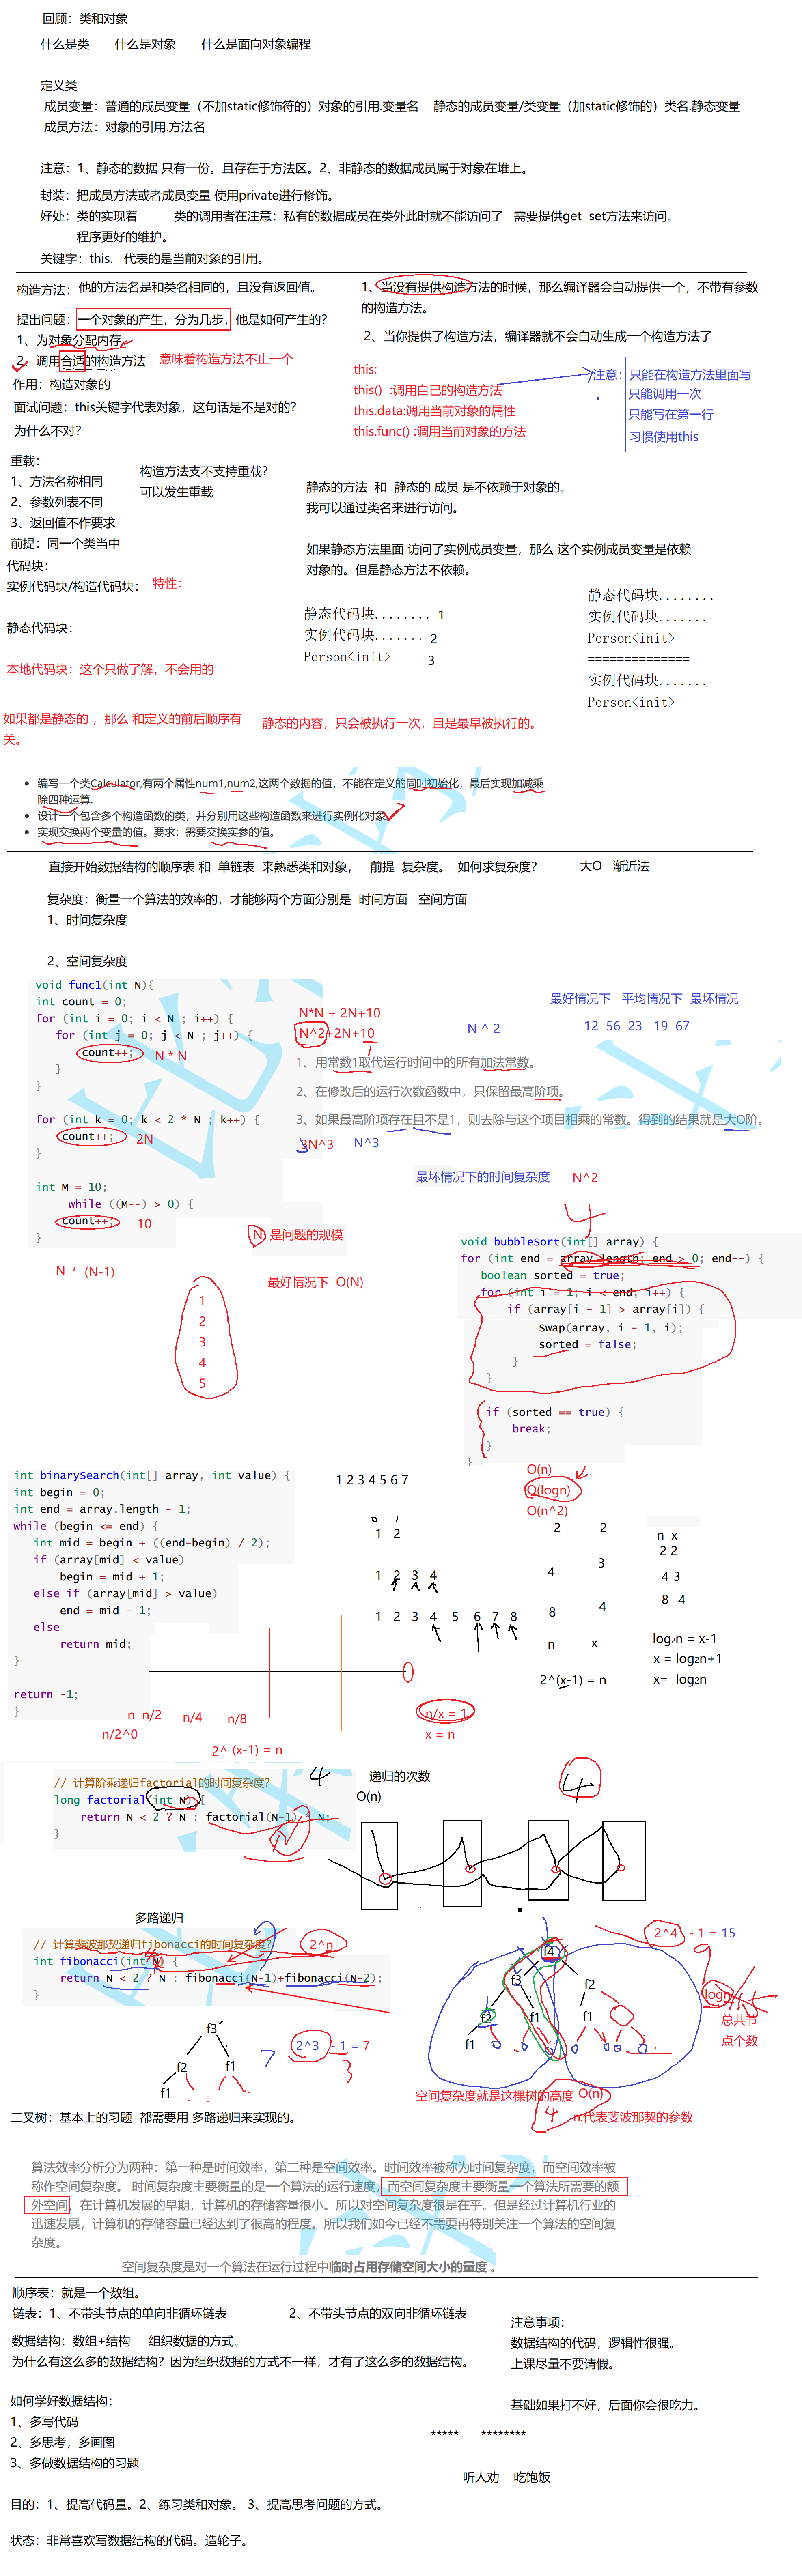 回顾：类和对象
什么是类 什么是对象 什么是面向对象编程
定义类
成员变量：普通的成员变量（不加static修饰符的）对象的引用.变量名 静态的成员变量/类变量（加static修饰的）类名.静态变量
成员方法：对象的引用.方法名
注意：1、静态的数据 只有一份。且存在于方法区。2、非静态的数据成员属于对象在堆上。
封装：把成员方法或者成员变量 使用private进行修饰。
好处：类的实现着 类的调用者在注意：私有的数据成员在类外此时就不能访问了 需要提供get set方法来访问。
程序更好的维护。
关键字：this. 代表的是当前对象的引用。
构造方法：他的方法名是和类名相同的，且没有返回值。
提出问题：一个对象的产生，分为几步，他是如何产生的？
1、为对象分配内存
2、调用合适的构造方法 意味着构造方法不止一个
作用：构造对象的
面试问题：this关键字代表对象，这句话是不是对的？
为什么不对？
1、当没有提供构造方法的时候，那么编译器会自动提供一个，不带有参数
的构造方法。
2、当你提供了构造方法，编译器就不会自动生成一个构造方法了
this:
this() :调用自己的构造方法
this.data:调用当前对象的属性
this.func() :调用当前对象的方法
注意：只能在构造方法里面写
只能调用一次
只能写在第一行
习惯使用this
重载：
1、方法名称相同
2、参数列表不同
3、返回值不作要求
前提：同一个类当中
构造方法支不支持重载？
可以发生重载
代码块：
实例代码块/构造代码块： 特性：
静态代码块：
本地代码块：这个只做了解，不会用的
静态的方法 和 静态的 成员 是不依赖于对象的。
我可以通过类名来进行访问。
如果静态方法里面 访问了实例成员变量，那么 这个实例成员变量是依赖
对象的。但是静态方法不依赖。
静态代码块........ 1
实例代码块....... 2
Person<init> 3
静态代码块.......
实例代码块.......
Person<init>
==============
实例代码块.......
Person<init>
如果都是静态的 ，那么 和定义的前后顺序有
关。
静态的内容，只会被执行一次，且是最早被执行的。
编写一个类Calculator,有两个属性num1,num2,这两个数据的值，不能在定义的同时初始化，最后实现加减乘
除四种运算.
设计一个包含多个构造函数的类，并分别用这些构造函数来进行实例化对象.
实现交换两个变量的值。要求：需要交换实参的值。
直接开始数据结构的顺序表 和 单链表 来熟悉类和对象， 前提 复杂度。 如何求复杂度？ 大O 渐近法
复杂度：衡量一个算法的效率的，才能够两个方面分别是 时间方面 空间方面
1、时间复杂度
2、空间复杂度
void func1(int N){
int count = 0;
for (int i = 0; i < N ; i++) {
for (int j = 0; j < N ; j++) {
count++; N * N
}
}
for (int k = 0; k < 2 * N ; k++) {
count++; 2N
}
int M = 10;
while ((M--) > 0) {
count++; 10
}
N*N + 2N+10
N^2+2N+10
1
N ^ 2
最好情况下 平均情况下 最坏情况
12 56 23 19 67
1、用常数1取代运行时间中的所有加法常数。
2、在修改后的运行次数函数中，只保留最高阶项。
3、如果最高阶项存在且不是1，则去除与这个项目相乘的常数。得到的结果就是大O阶。
3N^3 N^3
最坏情况下的时间复杂度 N^2
N 是问题的规模
N * (N-1)
最好情况下 O(N)
1
2
3
4
5
4
void bubbleSort(int[] array) {
for (int end = array.length; end > 0; end--) {
boolean sorted = true;
for (int i = 1; i < end; i++) {
if (array[i - 1] > array[i]) {
Swap(array, i - 1, i);
sorted = false;
}
}
if (sorted == true) {
break;
}
}
int binarySearch(int[] array, int value) {
int begin = 0;
int end = array.length - 1;
while (begin <= end) {
int mid = begin + ((end-begin) / 2);
if (array[mid] < value)
begin = mid + 1;
else if (array[mid] > value)
end = mid - 1;
else
return mid;
}
return -1;
}
1 2 3 4 5 6 7
0 1
1 2
1 2 3 4
1 2 3 4 5 6 7 8
O(n)
O(logn)
O(n^2)
2 2
4 3
8 4
n x
2^(x-1) = n
n x
2 2
4 3
8 4
log2n = x-1
x = log2n+1
x= log2n
n n/2 n/4 n/8
n/2^0
2^ (x-1) = n
n/x = 1
x = n
// 计算阶乘递归factorial的时间复杂度?
long factorial(int N) {
return N < 2 ? N : factorial(N-1) * N;
}
4
递归的次数
O(n)
4
多路递归
// 计算斐波那契递归fibonacci的时间复杂度?
int fibonacci(int N) {
return N < 2 ? N : fibonacci(N-1)+fibonacci(N-2);
}
2^n
f3
f2 f1
f1
7
2^3 - 1 = 7
3
2^4 - 1 = 15
f4
f3 f2
f2 f1 f1
f1
logn
总共节
点个数
空间复杂度就是这棵树的高度 O(n)
4 n:代表斐波那契的参数
二叉树：基本上的习题 都需要用 多路递归来实现的。
算法效率分析分为两种：第一种是时间效率，第二种是空间效率。时间效率被称为时间复杂度，而空间效率被
称作空间复杂度。 时间复杂度主要衡量的是一个算法的运行速度，而空间复杂度主要衡量一个算法所需要的额
外空间，在计算机发展的早期，计算机的存储容量很小。所以对空间复杂度很是在乎。但是经过计算机行业的
迅速发展，计算机的存储容量已经达到了很高的程度。所以我们如今已经不需要再特别关注一个算法的空间复
杂度。
空间复杂度是对一个算法在运行过程中临时占用存储空间大小的量度 。
顺序表：就是一个数组。
链表：1、不带头节点的单向非循环链表 2、不带头节点的双向非循环链表
数据结构：数组+结构 组织数据的方式。
为什么有这么多的数据结构？因为组织数据的方式不一样，才有了这么多的数据结构。
注意事项：
数据结构的代码，逻辑性很强。
上课尽量不要请假。
基础如果打不好，后面你会很吃力。
如何学好数据结构：
1、多写代码
2、多思考，多画图
3、多做数据结构的习题
***** ********
听人劝 吃饱饭
目的：1、提高代码量。2、练习类和对象。 3、提高思考问题的方式。
状态：非常喜欢写数据结构的代码。造轮子。